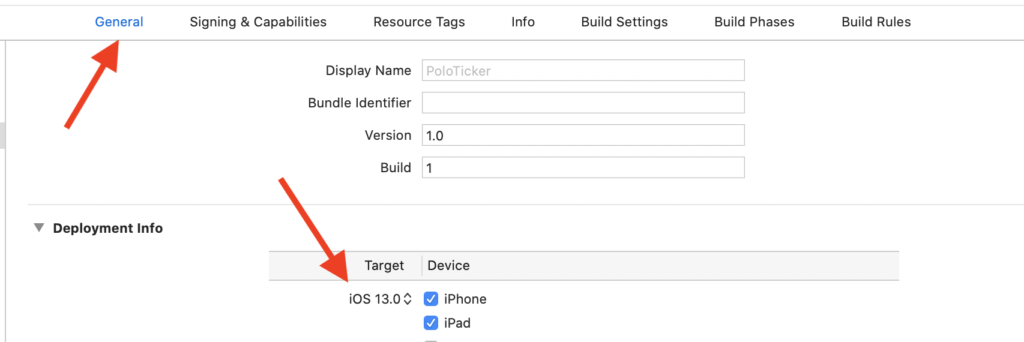 General Signing & Capabilities Resource Tags Info Build Settings Build Phases Build Rules
Display Name PoloTicker
Bundle Identifier
Version 1.0
Build 1
Deployment Info
Target Device
iOS 13.0 iPhone
iPad